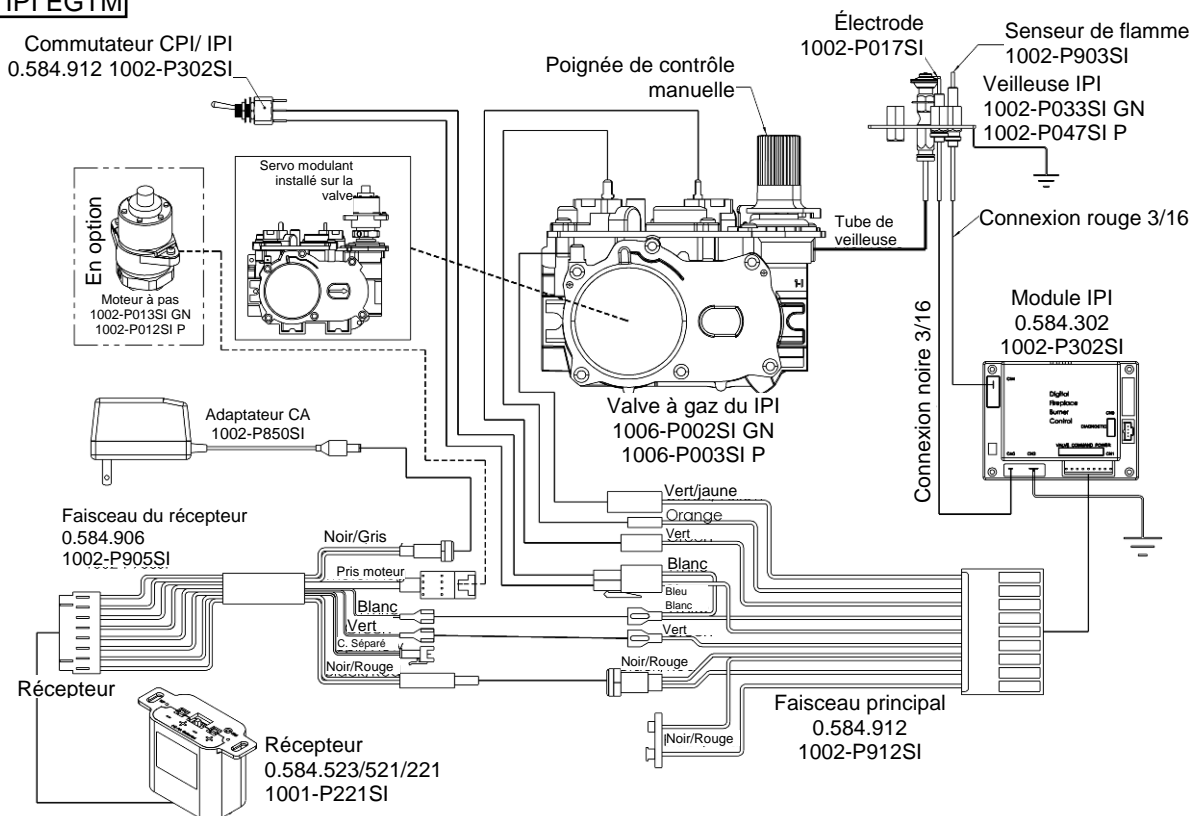 IPI EGTM
Commutateur CPI/ IPI
0.584.912 1002-P302SI
Électrode
1002-P017SI
Senseur de flamme
1002-P903SI
Veilleuse IPI
1002-P033SI GN
1002-P047SI P
Poignée de contrôle
manuelle
Servo modulant
installé sur la
valve
En option
Moteur à pas
1002-P013SI GN
1002-P012SI P
Tube de
veilleuse
Connexion rouge 3/16
Connexion noire 3/16
Module IPI
0.584.302
1002-P302SI
Digital
Fireplace
Burner
Control
DIAGNOSTIC
VALVE COMMAND POWER
Valve à gaz du IPI
1006-P002SI GN
1006-P003SI P
Adaptateur CA
1002-P850SI
Faisceau du récepteur
0.584.906
1002-P905SI
Noir/Gris
Pris moteur
Blanc
Vert
C. Séparé
Noir/Rouge
Vert/jaune
Orange
Vert
Blanc
Bleu
Blanc
Vert
Noir/Rouge
Noir/Rouge
Récepteur
Récepteur
0.584.523/521/221
1001-P221SI
Faisceau principal
0.584.912
1002-P912SI